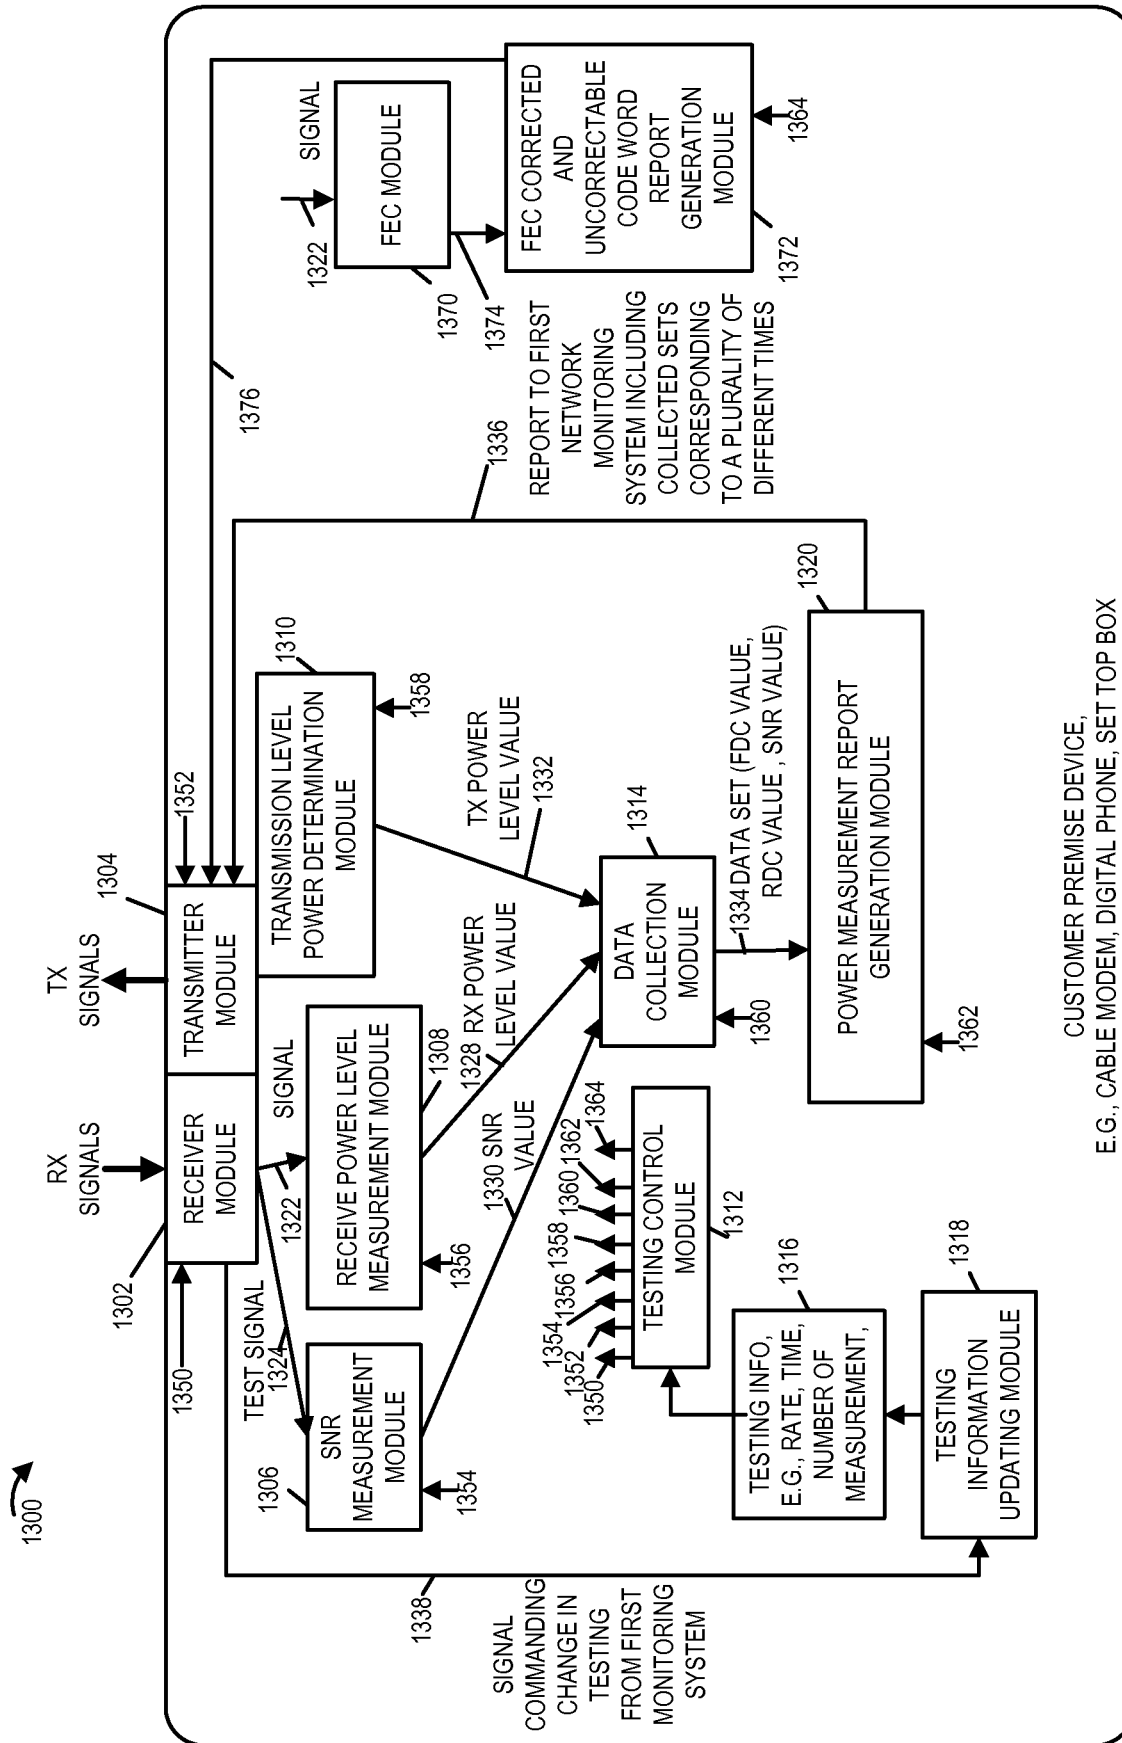 1300
RX
SIGNALS
TX
SIGNALS
1302
1304
1350
RECEIVER
MODULE
TRANSMITTER
MODULE
1352
1376
TEST SIGNAL
1324
1322
SIGNAL
1306
SNR
MEASUREMENT
MODULE
1354
RECEIVE POWER LEVEL
MEASUREMENT MODULE
1356
1308
TRANSMISSION LEVEL
POWER DETERMINATION
MODULE
1310
1358
SIGNAL
1322
FEC MODULE
1370
1374
FEC CORRECTED
AND
UNCORRECTABLE
CODE WORD
REPORT
GENERATION
MODULE
1372
1364
1338
SIGNAL
COMMANDING
CHANGE IN
TESTING
FROM FIRST
MONITORING
SYSTEM
1330 SNR
VALUE
1328 RX POWER
LEVEL VALUE
TX POWER
LEVEL VALUE
1332
1336
REPORT TO FIRST
NETWORK
MONITORING
SYSTEM INCLUDING
COLLECTED SETS
CORRESPONDING
TO A PLURALITY OF
DIFFERENT TIMES
1350
1352
1354
1356
1358
1360
1362
1364
TESTING CONTROL
MODULE
1312
DATA
COLLECTION
MODULE
1314
1360
1334 DATA SET (FDC VALUE,
RDC VALUE , SNR VALUE)
TESTING INFO,
E.G., RATE, TIME,
NUMBER OF
MEASUREMENT,
1316
POWER MEASUREMENT REPORT
GENERATION MODULE
1320
1362
TESTING
INFORMATION
UPDATING MODULE
1318
CUSTOMER PREMISE DEVICE,
E.G., CABLE MODEM, DIGITAL PHONE, SET TOP BOX